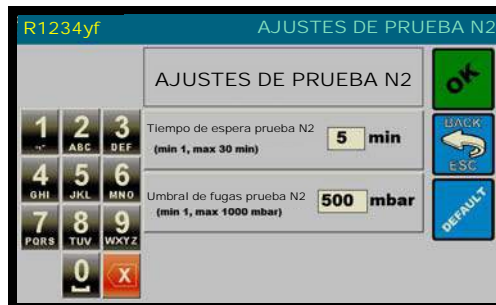 R1234yf AJUSTES DE PRUEBA N2
AJUSTES DE PRUEBA N2
OK
1 2 ABC 3 DEF
Tiempo de espera prueba N2 5 min
(min 1, max 30 min)
BACK
ESC
4 GHI 5 JKL 6 MNO
Umbral de fugas prueba N2 500 mbar
(min 1, max 1000 mbar)
DEFAULT
7 PQRS 8 TUV 9 WXYZ
0 X